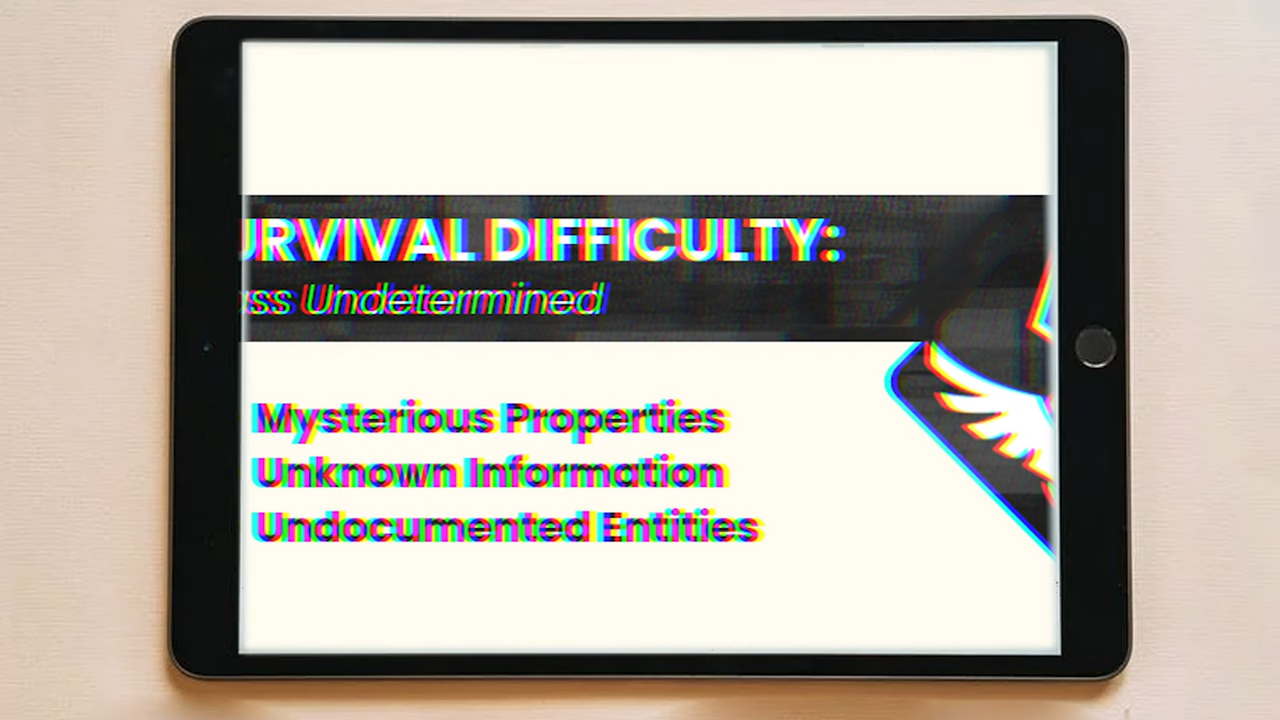 URVIVAL DIFFICULTY:
ss Undetermined
Mysterious Properties
Unknown Information
Undocumented Entities